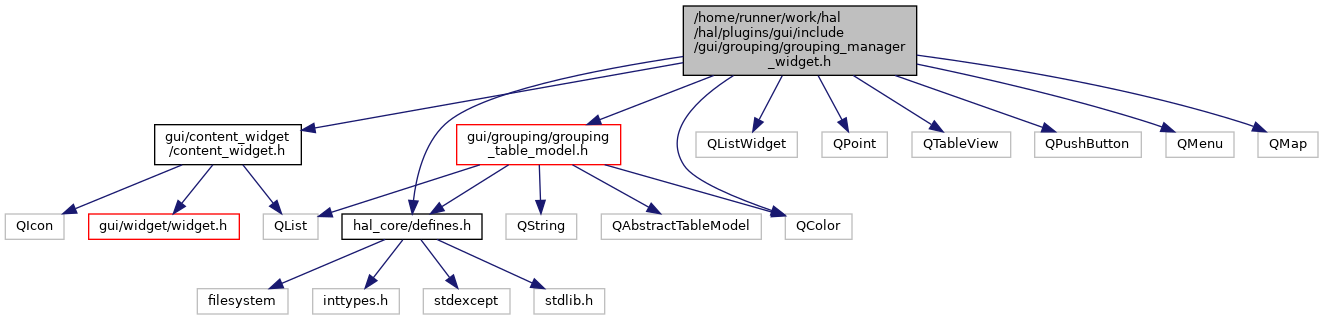 /home/runner/work/hal
/hal/plugins/gui/include
/gui/grouping/grouping_manager
_widget.h
gui/content_widget
/content_widget.h
gui/grouping/grouping
_table_model.h
QListWidget
QPoint
QTableView
QPushButton
QMenu
QMap
QIcon
gui/widget/widget.h
QList
hal_core/defines.h
QString
QAbstractTableModel
QColor
filesystem
inttypes.h
stdexcept
stdlib.h